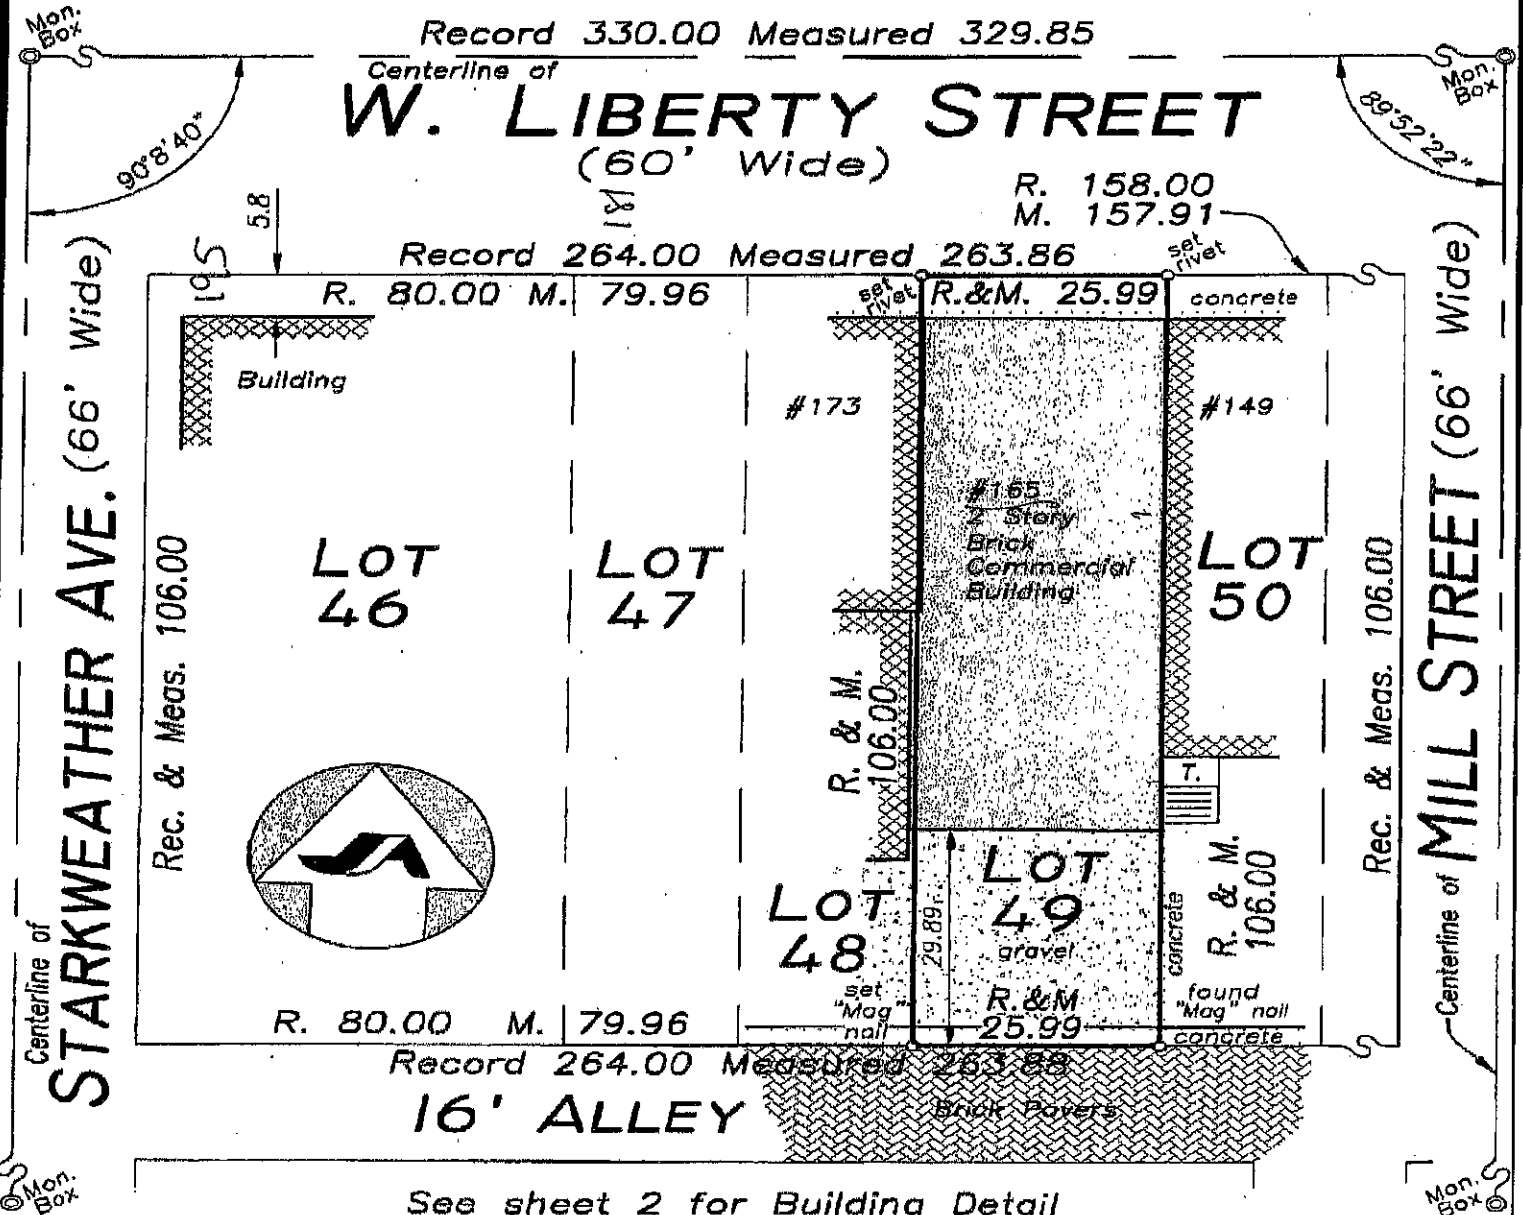 Mon.
Box
Record 330.00 Measured 329.85
Centerline of
W. LIBERTY STREET
(60' Wide)
Mon.
Box
90°8'40"
89°52'22"
5.8
195
181
R. 158.00
M. 157.91
Record 264.00 Measured 263.86
set
rivet
R. 80.00 M. 79.96
set
rivet
R.&M. 25.99
concrete
Building
#173
#149
#165
2 Story
Brick
Commercial
Building
LOT
46
LOT
47
LOT
50
Rec. & Meas. 106.00
R. & M.
106.00
Rec. & Meas. 106.00
T.
LOT
48
LOT
49
gravel
29.89
concrete
R. & M.
106.00
Centerline of
STARKWEATHER AVE. (66' Wide)
Centerline of MILL STREET (66' Wide)
set
"Mag"
nail
R.&M
25.99
found
"Mag" nail
concrete
R. 80.00 M. 79.96
Record 264.00 Measured 263.88
16' ALLEY
Brick Pavers
Mon.
Box
See sheet 2 for Building Detail
Mon.
Box